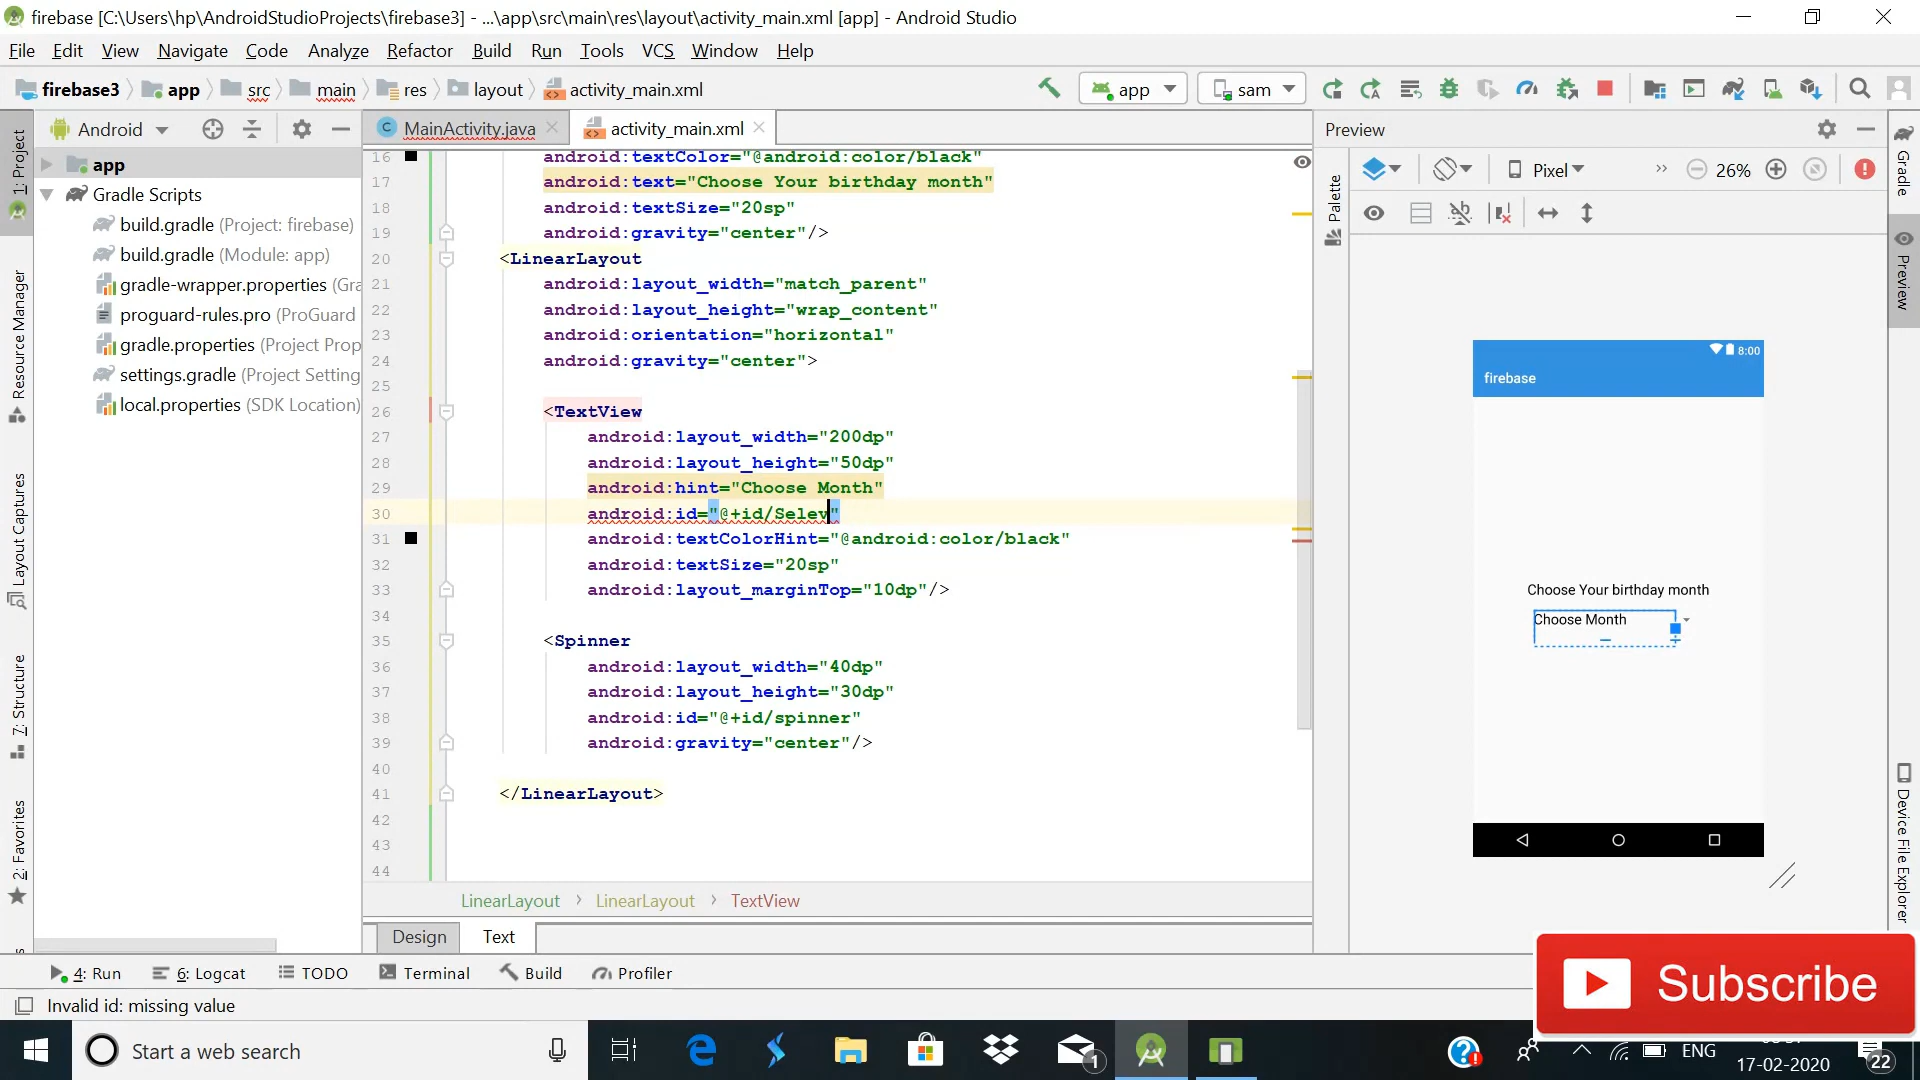 firebase [C:\Users\hp\AndroidStudioProjects\firebase3] - ...\app\src\main\res\layout\activity_main.xml [app] - Android Studio
File Edit View Navigate Code Analyze Refactor Build Run Tools VCS Window Help
firebase3 app src main res layout activity_main.xml app sam
Android
MainActivity.java activity_main.xml
Preview
1: Project
Resource Manager
Layout Captures
7: Structure
2: Favorites
app
Gradle Scripts
build.gradle (Project: firebase)
build.gradle (Module: app)
gradle-wrapper.properties (Gra
proguard-rules.pro (ProGuard
gradle.properties (Project Prop
settings.gradle (Project Setting
local.properties (SDK Location)
16 android:textColor="@android:color/black"
17 android:text="Choose Your birthday month"
18 android:textSize="20sp"
19 android:gravity="center"/>
20 <LinearLayout
21 android:layout_width="match_parent"
22 android:layout_height="wrap_content"
23 android:orientation="horizontal"
24 android:gravity="center">
25
26 <TextView
27 android:layout_width="200dp"
28 android:layout_height="50dp"
29 android:hint="Choose Month"
30 android:id="@+id/Selev"
31 android:textColorHint="@android:color/black"
32 android:textSize="20sp"
33 android:layout_marginTop="10dp"/>
34
35 <Spinner
36 android:layout_width="40dp"
37 android:layout_height="30dp"
38 android:id="@+id/spinner"
39 android:gravity="center"/>
40
41 </LinearLayout>
42
43
44
LinearLayout › LinearLayout › TextView
Design Text
Palette
Pixel » 26%
8:00
firebase
Choose Your birthday month
Choose Month
Gradle
Preview
Device File Explorer
4: Run 6: Logcat TODO Terminal Build Profiler
Invalid id: missing value
Subscribe
Start a web search
1
ENG
17-02-2020
22